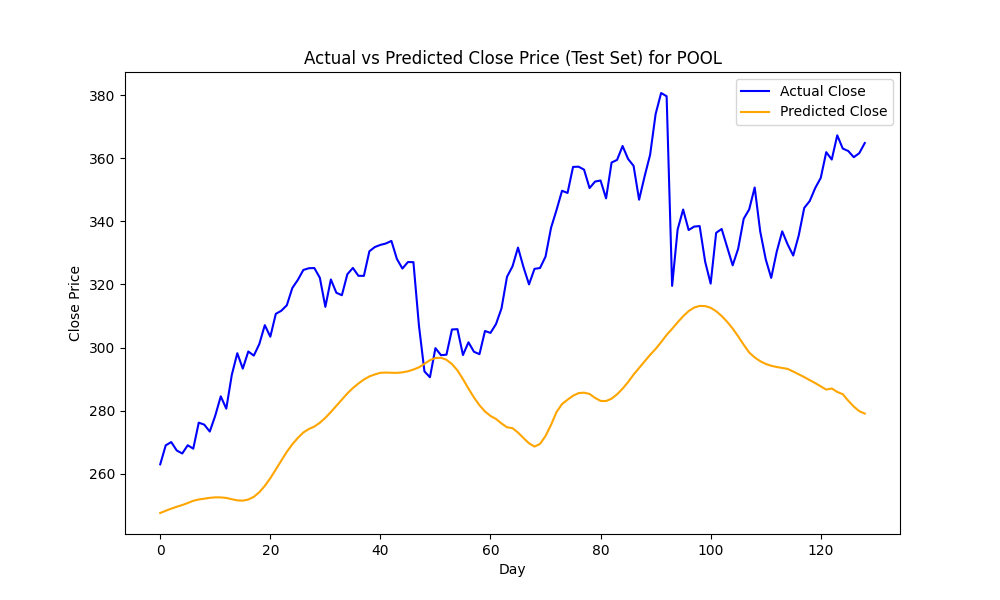 Actual vs Predicted Close Price (Test Set) for POOL
Actual Close
Predicted Close
Close Price
380
360
340
320
300
280
260
0 20 40 60 80 100 120
Day